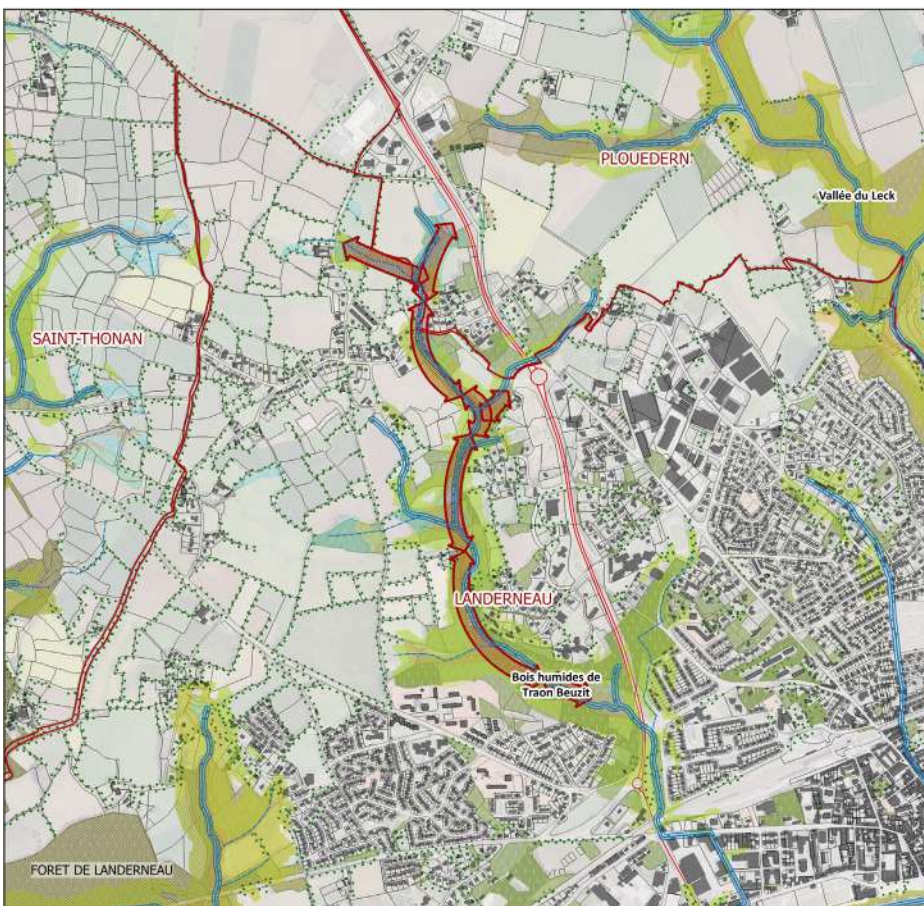 PLOUEDERN
Vallée du Leck
SAINT-THONAN
LANDERNEAU
Bois humides de
Traon Beuzit
FORET DE LANDERNEAU